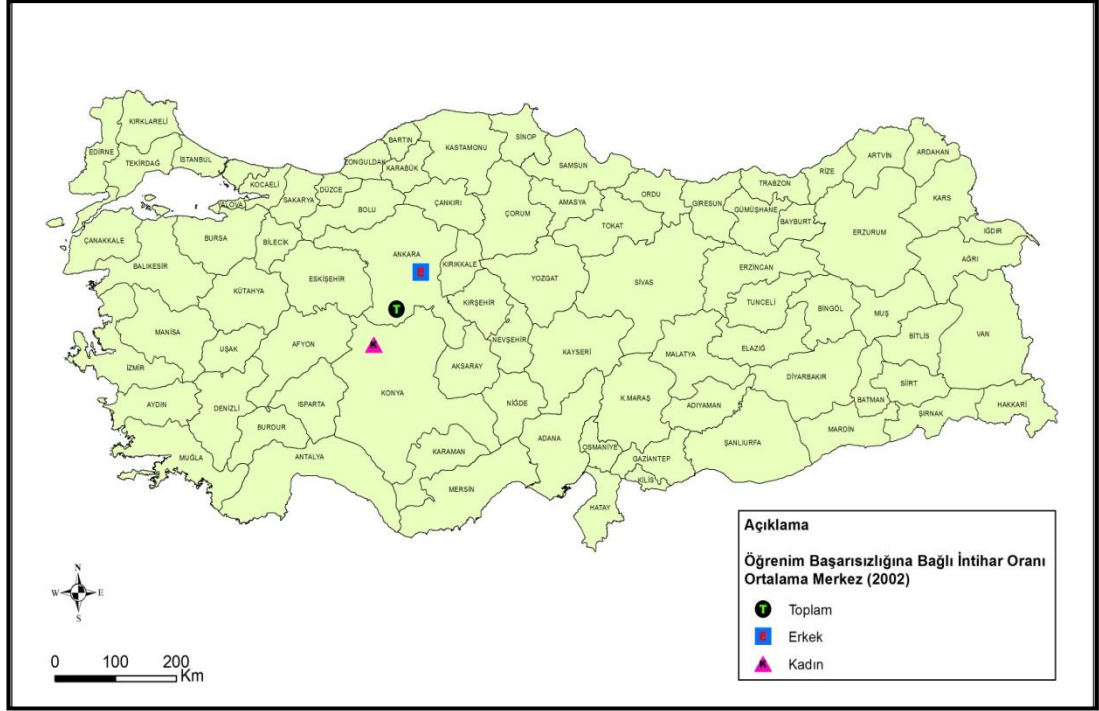 KIRKLARELİ
EDİRNE
TEKİRDAĞ
İSTANBUL
KOCAELİ
YALOVA
SAKARYA
DÜZCE
ZONGULDAK
BARTIN
KARABÜK
KASTAMONU
SİNOP
SAMSUN
BOLU
ÇANKIRI
ÇORUM
AMASYA
ORDU
TOKAT
GİRESUN
TRABZON
GÜMÜŞHANE
BAYBURT
RİZE
ARTVİN
ARDAHAN
KARS
IĞDIR
AĞRI
ERZURUM
ÇANAKKALE
BALIKESİR
BURSA
BİLECİK
ESKİŞEHİR
ANKARA
KIRIKKALE
E
KIRŞEHİR
YOZGAT
SİVAS
ERZİNCAN
TUNCELİ
BİNGÖL
MUŞ
BİTLİS
VAN
KÜTAHYA
T
MANİSA
UŞAK
AFYON
K
NEVŞEHİR
KAYSERİ
MALATYA
ELAZIĞ
DİYARBAKIR
SİİRT
BATMAN
ŞIRNAK
HAKKARİ
İZMİR
AYDIN
DENİZLİ
ISPARTA
BURDUR
KONYA
AKSARAY
NİĞDE
K.MARAŞ
ADIYAMAN
MARDİN
ŞANLIURFA
MUĞLA
ANTALYA
KARAMAN
MERSİN
ADANA
OSMANİYE
GAZİANTEP
KİLİS
HATAY
Açıklama
Öğrenim Başarısızlığına Bağlı İntihar Oranı
Ortalama Merkez (2002)
T Toplam
E Erkek
K Kadın
N
W E
S
0 100 200
Km